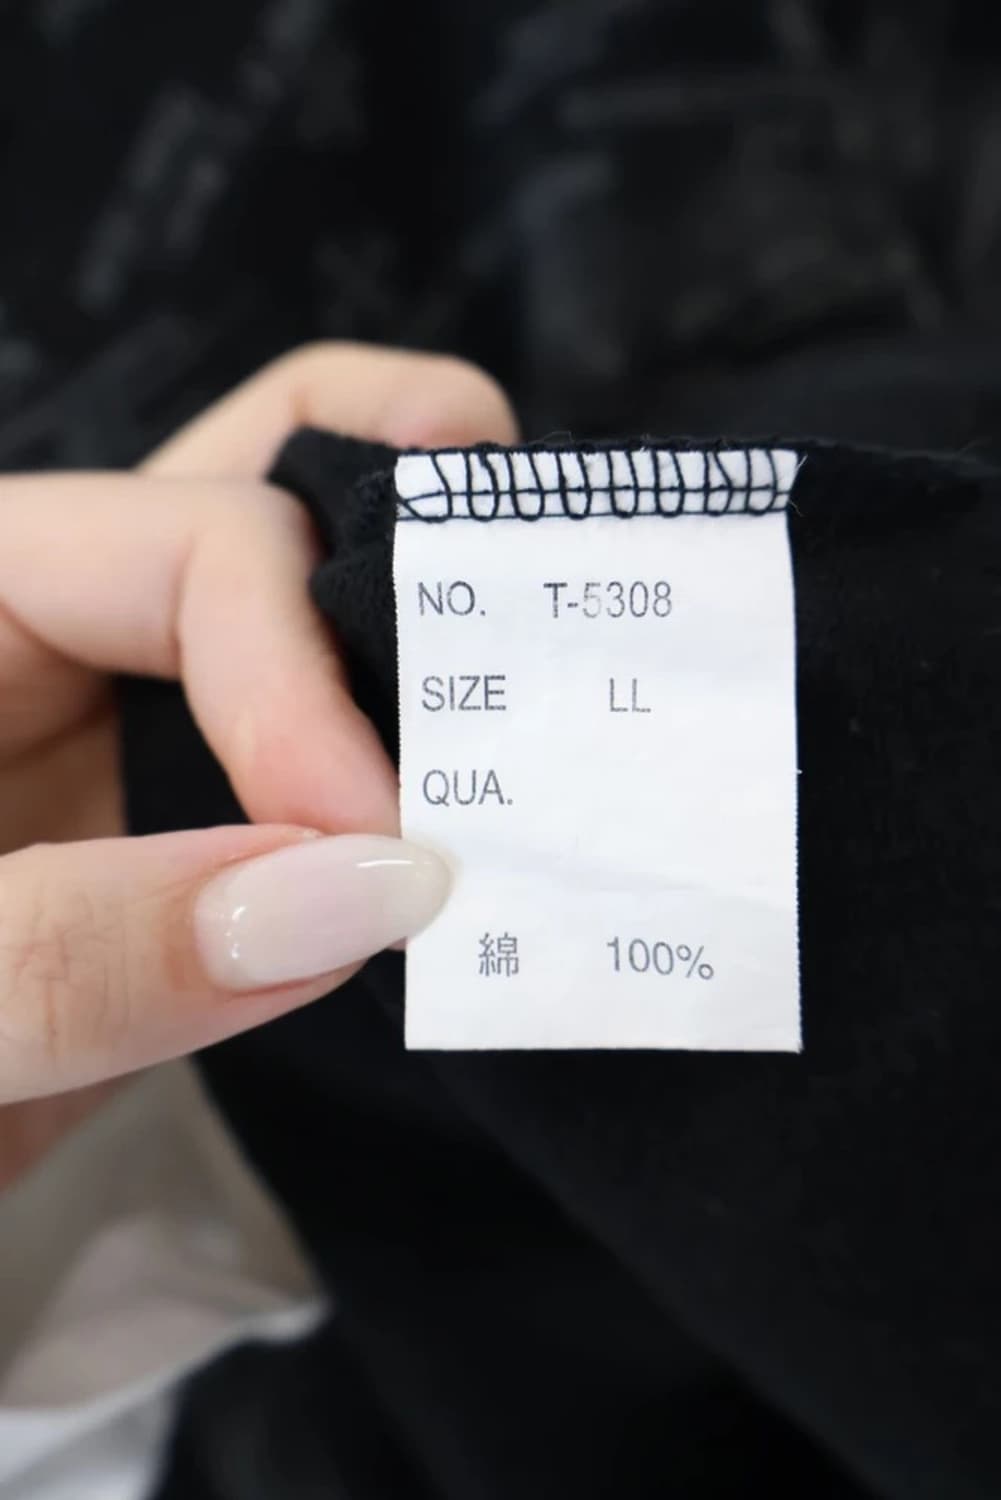 NO. T-5308
SIZE LL
QUA.
綿 100%